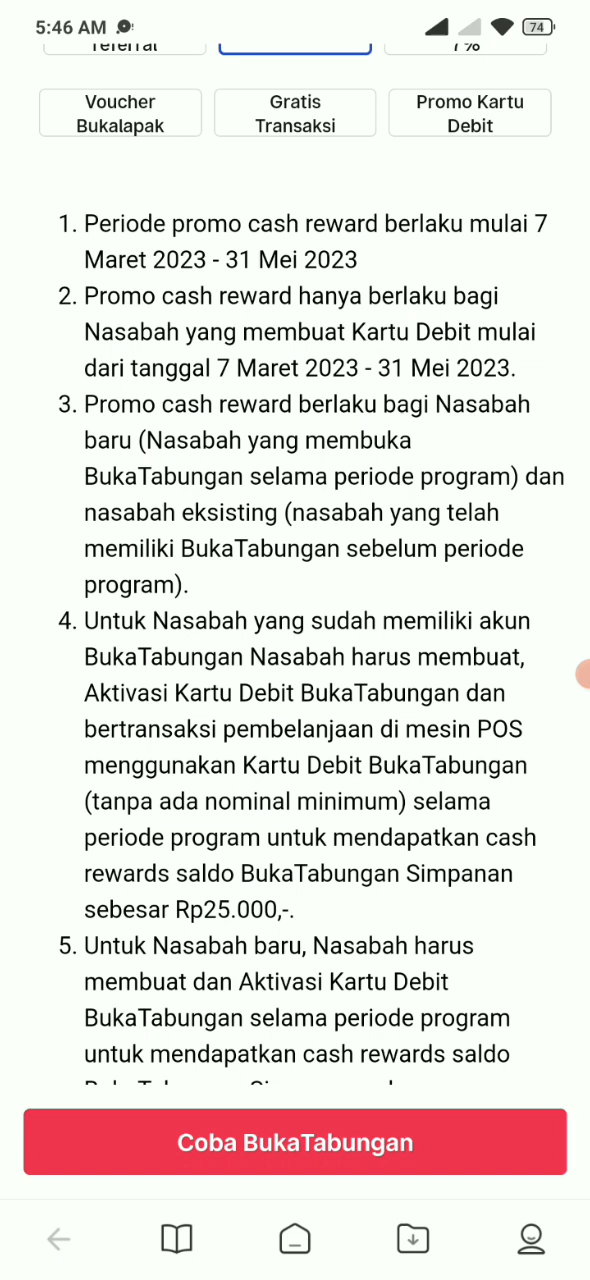 5:46 AM
74
referral
7%
Voucher
Bukalapak
Gratis
Transaksi
Promo Kartu
Debit
1. Periode promo cash reward berlaku mulai 7
Maret 2023 - 31 Mei 2023
2. Promo cash reward hanya berlaku bagi
Nasabah yang membuat Kartu Debit mulai
dari tanggal 7 Maret 2023 - 31 Mei 2023.
3. Promo cash reward berlaku bagi Nasabah
baru (Nasabah yang membuka
BukaTabungan selama periode program) dan
nasabah eksisting (nasabah yang telah
memiliki BukaTabungan sebelum periode
program).
4. Untuk Nasabah yang sudah memiliki akun
BukaTabungan Nasabah harus membuat,
Aktivasi Kartu Debit BukaTabungan dan
bertransaksi pembelanjaan di mesin POS
menggunakan Kartu Debit BukaTabungan
(tanpa ada nominal minimum) selama
periode program untuk mendapatkan cash
rewards saldo BukaTabungan Simpanan
sebesar Rp25.000,-.
5. Untuk Nasabah baru, Nasabah harus
membuat dan Aktivasi Kartu Debit
BukaTabungan selama periode program
untuk mendapatkan cash rewards saldo
Coba BukaTabungan